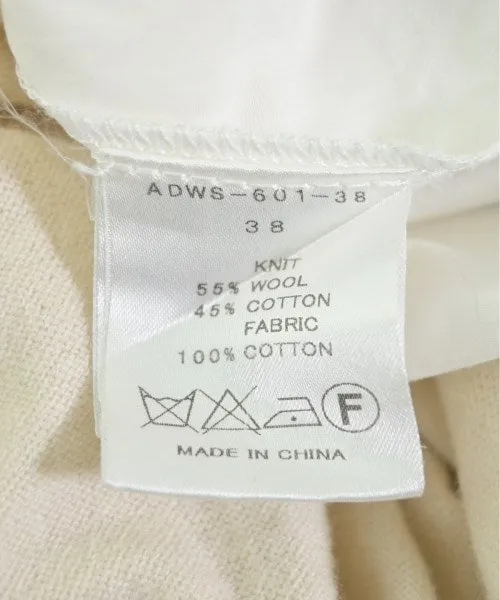 ADWS-601-38
38
KNIT
55% WOOL
45% COTTON
FABRIC
100% COTTON
F
MADE IN CHINA